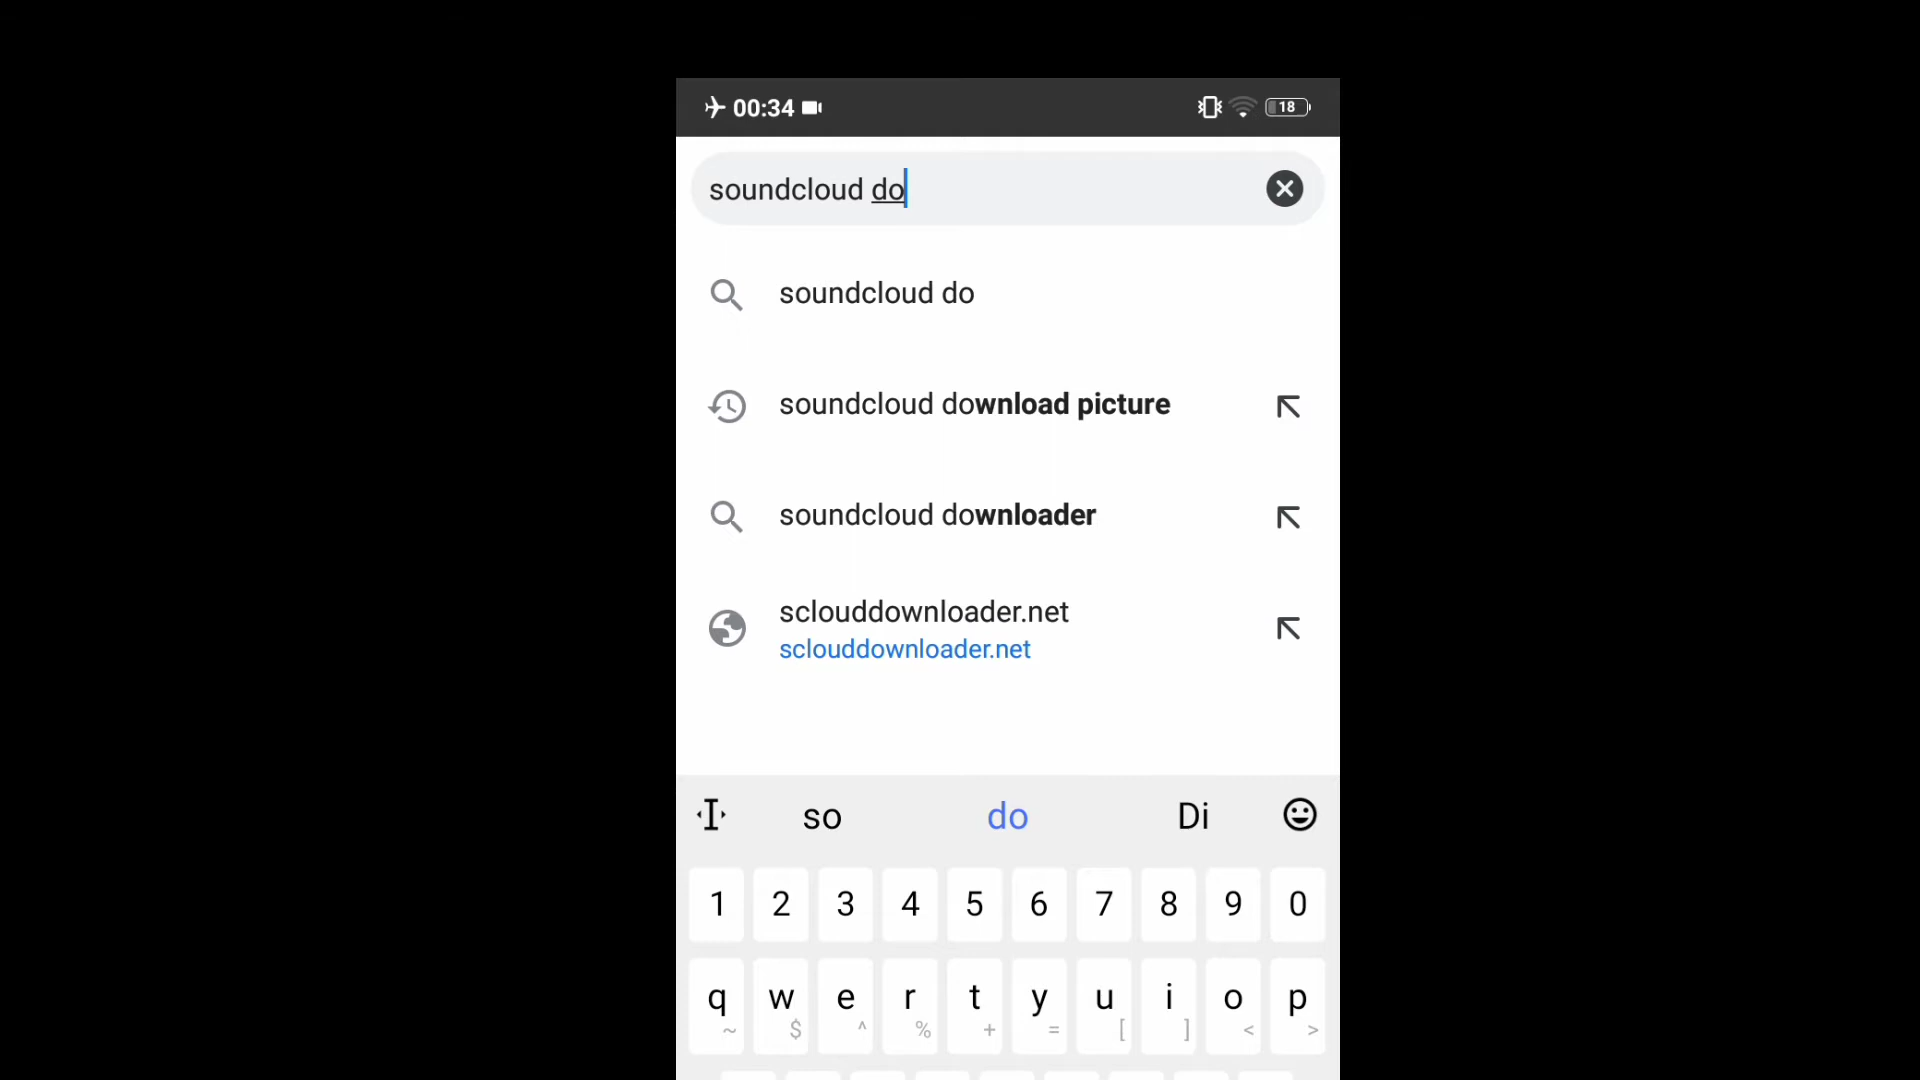 00:34 18
soundcloud do
soundcloud do
soundcloud download picture
soundcloud downloader
sclouddownloader.net
sclouddownloader.net
so do Di
1 2 3 4 5 6 7 8 9 0
q w e r t y u i o p
~ $ ^ % + = [ ] < >